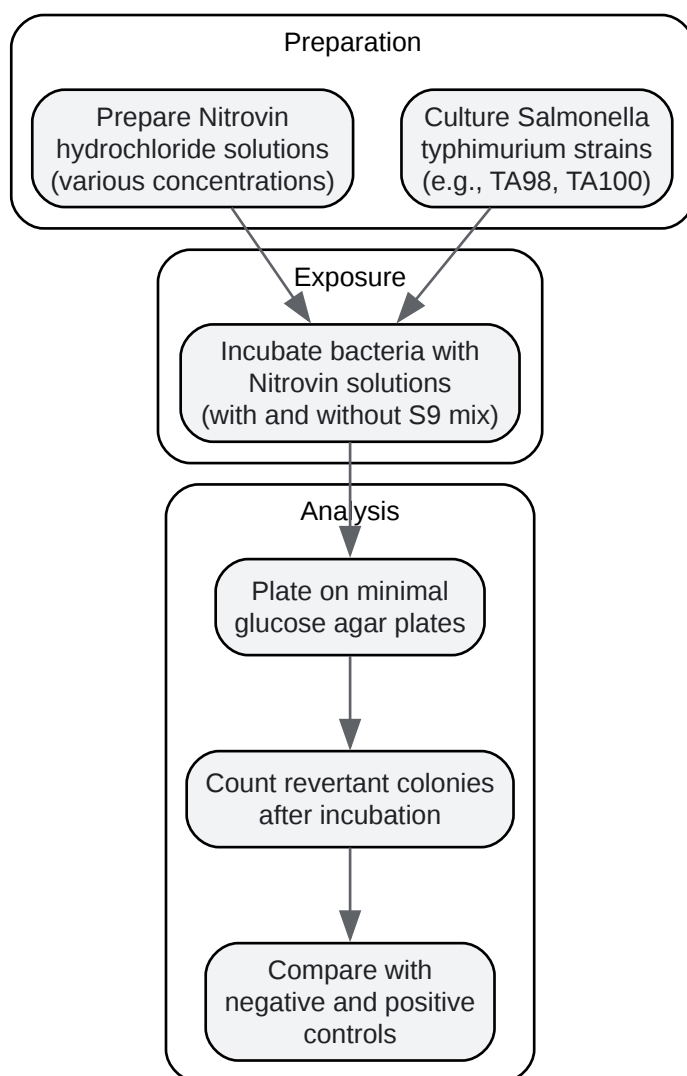 Preparation
Prepare Nitrovin
hydrochloride solutions
(various concentrations)
Culture Salmonella
typhimurium strains
(e.g., TA98, TA100)
Exposure
Incubate bacteria with
Nitrovin solutions
(with and without S9 mix)
Analysis
Plate on minimal
glucose agar plates
Count revertant colonies
after incubation
Compare with
negative and positive
controls